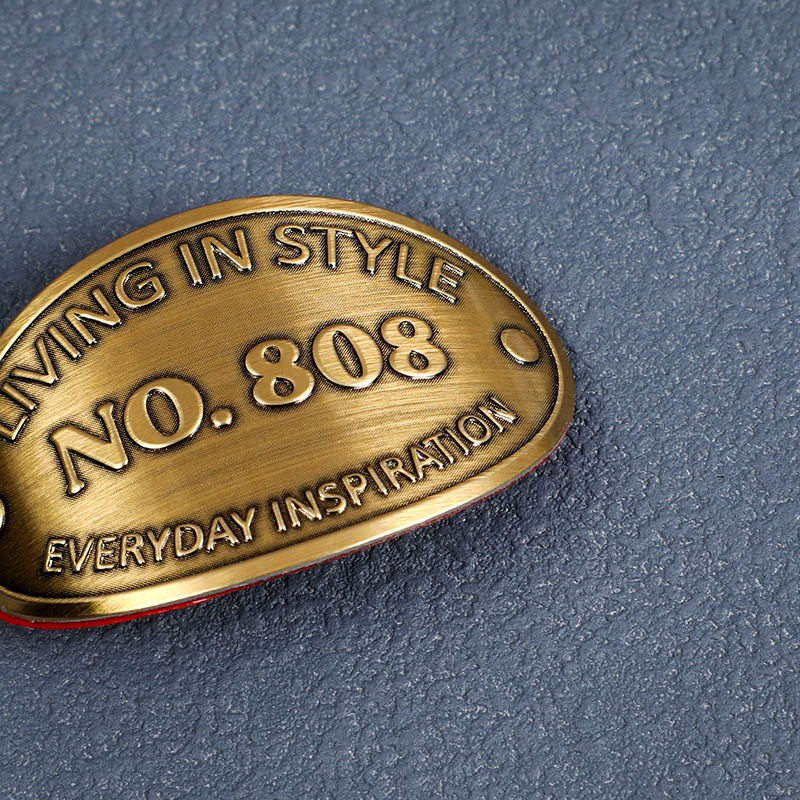 LIVING IN STYLE
NO. 808
EVERYDAY INSPIRATION